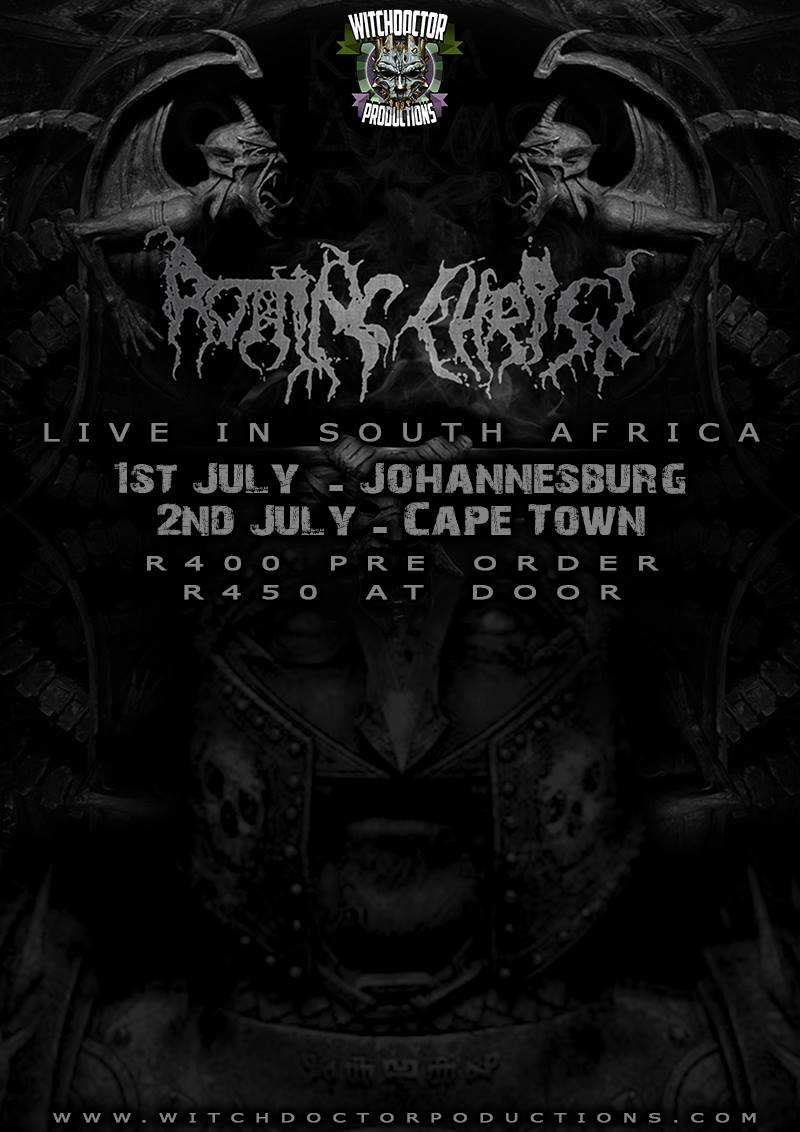 WITCHDOCTOR
PRODUCTIONS
ROTTING CHRIST
LIVE IN SOUTH AFRICA
1ST JULY - JOHANNESBURG
2ND JULY - CAPE TOWN
R400 PRE ORDER
R450 AT DOOR
WWW.WITCHDOCTORPODUCTIONS.COM